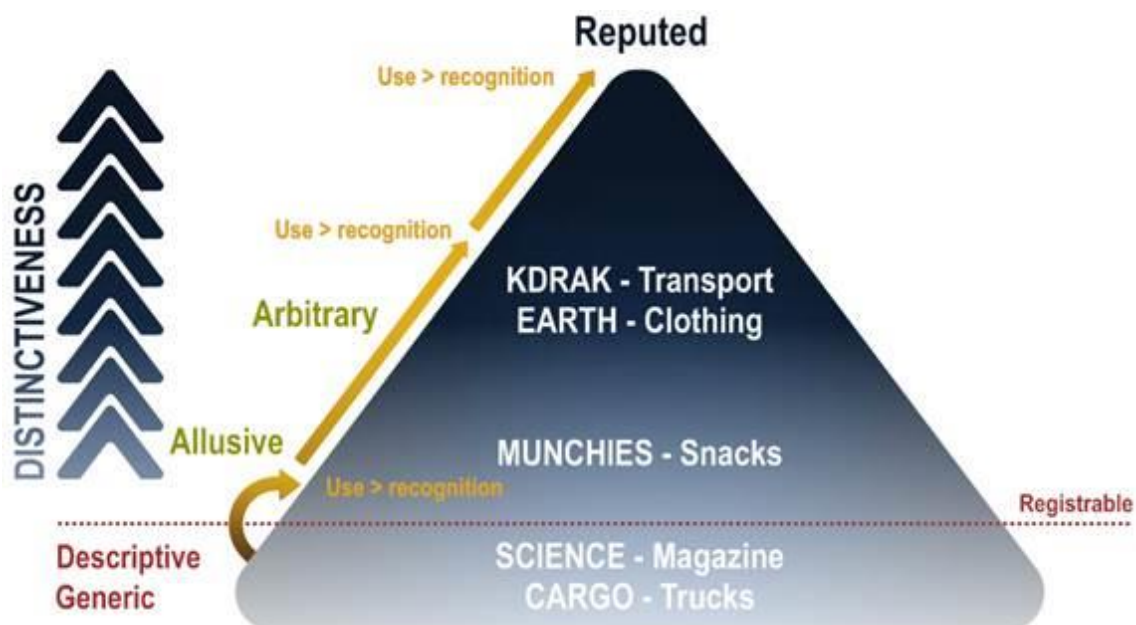 Reputed
Use > recognition
DISTINCTIVENESS
Use > recognition
KDRAK - Transport
EARTH - Clothing
Arbitrary
Allusive
MUNCHIES - Snacks
Use > recognition
Registrable
Descriptive
Generic
SCIENCE - Magazine
CARGO - Trucks